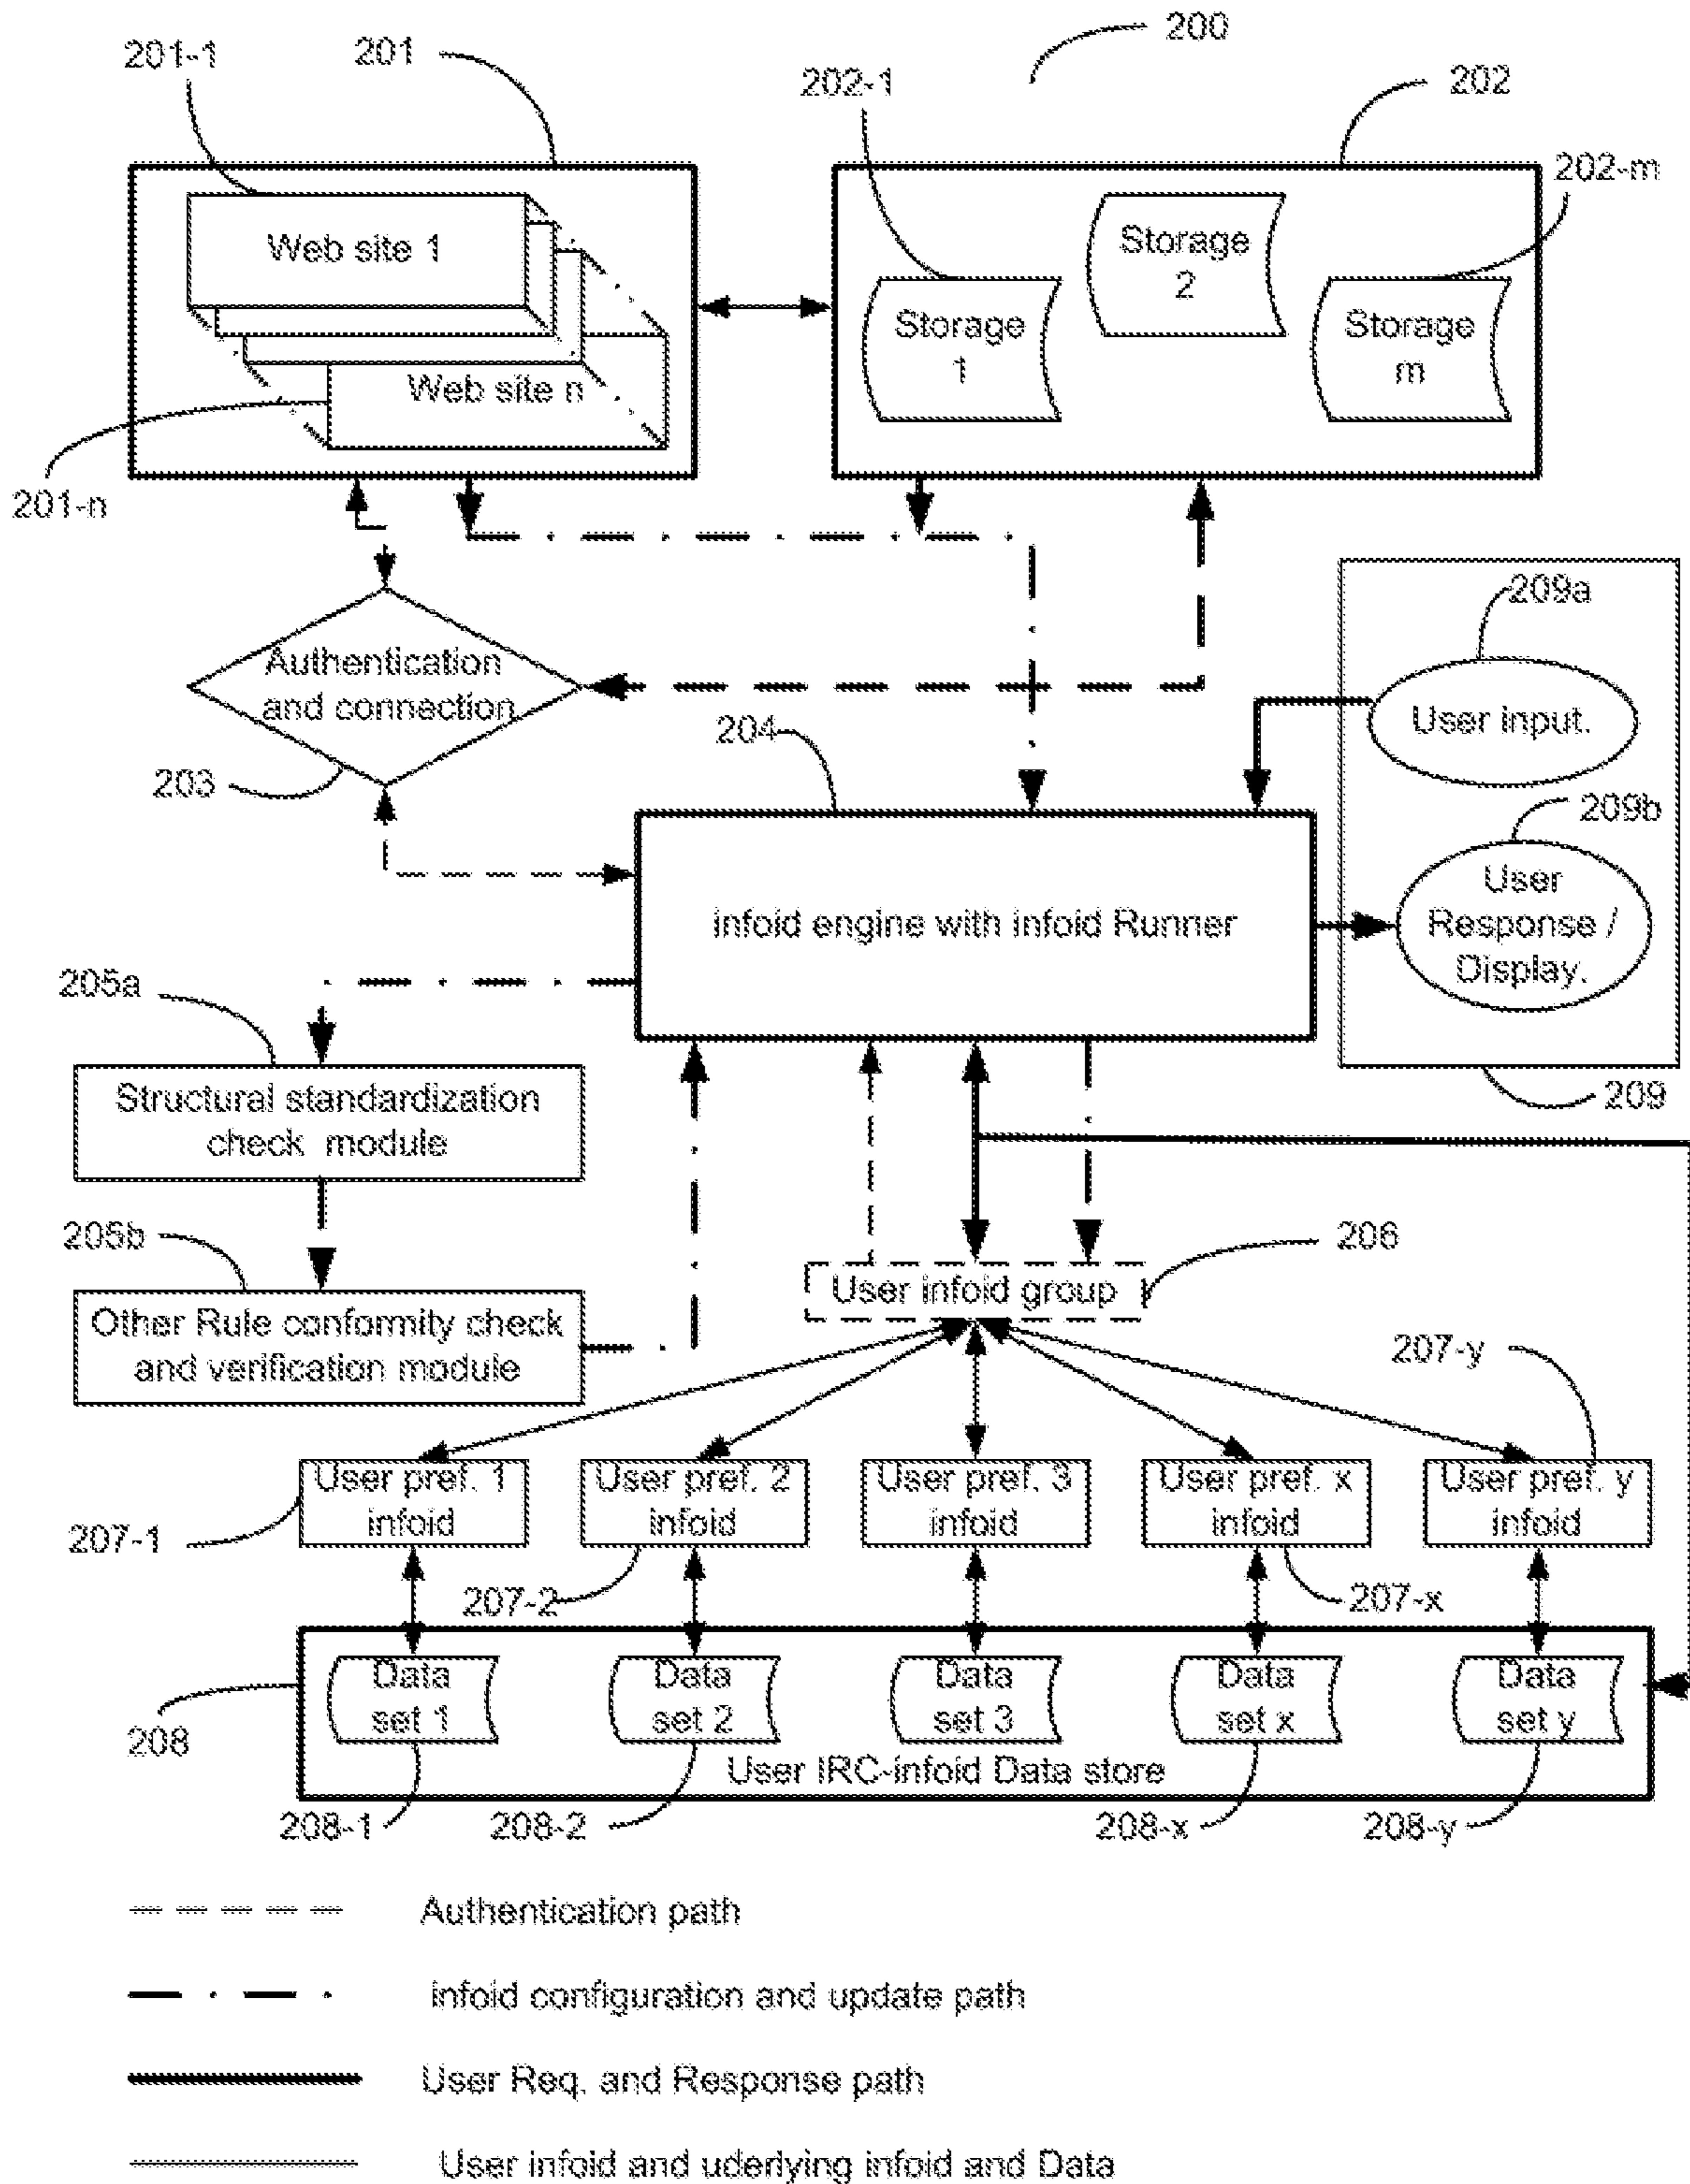 200
201-1
201
202-1
202
202-m
Web site 1
Web site n
201-n
Storage
1
Storage
2
Storage
m
Authentication
and connection
203
204
209a
User input.
209b
User
Response /
Display.
209
infoid engine with infoid Runner
205a
Structural standardization
check module
205b
Other Rule conformity check
and verification module
User infoid group
206
207-y
User pref. 1
infoid
User pref. 2
infoid
User pref. 3
infoid
User pref. x
infoid
User pref. y
infoid
207-1
207-2
207-x
Data
set 1
Data
set 2
Data
set 3
Data
set x
Data
set y
208
User IRC-infoid Data store
208-1
208-2
208-x
208-y
Authentication path
infoid configuration and update path
User Req. and Response path
User infoid and uderlying infoid and Data